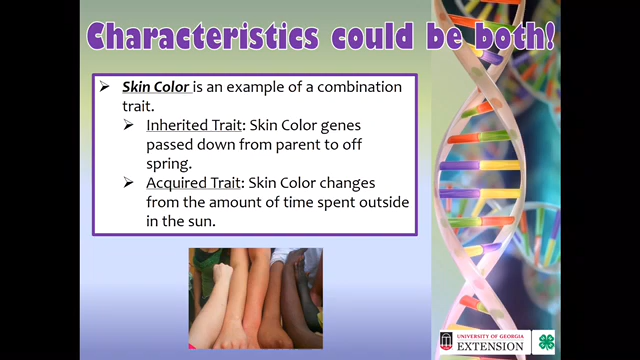 Characteristics could be both!
➢ Skin Color is an example of a combination
trait.
➢ Inherited Trait: Skin Color genes
passed down from parent to off
spring.
➢ Acquired Trait: Skin Color changes
from the amount of time spent outside
in the sun.
UNIVERSITY OF GEORGIA
EXTENSION